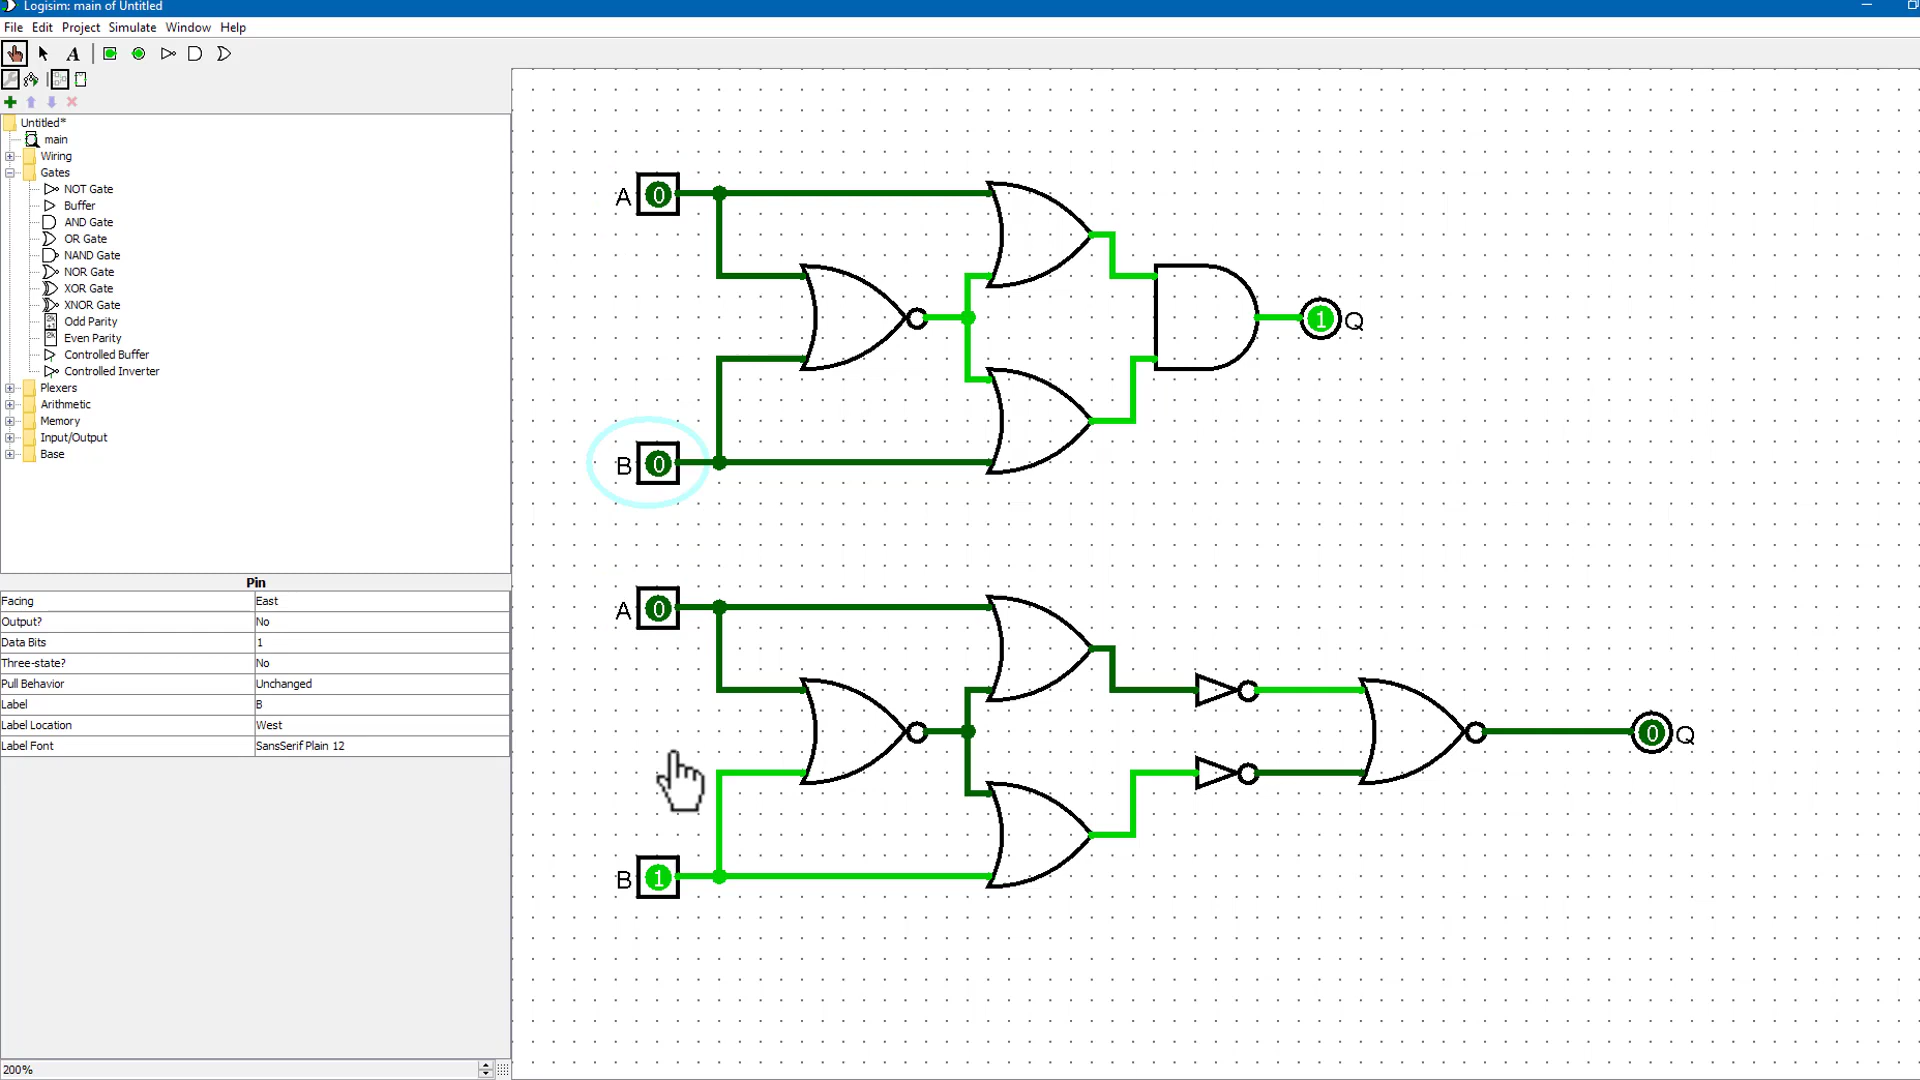 Logisim: main of Untitled
File Edit Project Simulate Window Help
A
Untitled*
main
Wiring
Gates
NOT Gate
Buffer
AND Gate
OR Gate
NAND Gate
NOR Gate
XOR Gate
XNOR Gate
Odd Parity
Even Parity
Controlled Buffer
Controlled Inverter
Plexers
Arithmetic
Memory
Input/Output
Base
Pin
Facing East
Output? No
Data Bits 1
Three-state? No
Pull Behavior Unchanged
Label B
Label Location West
Label Font SansSerif Plain 12
200%
A 0
1 Q
B 0
A 0
0 Q
B 1